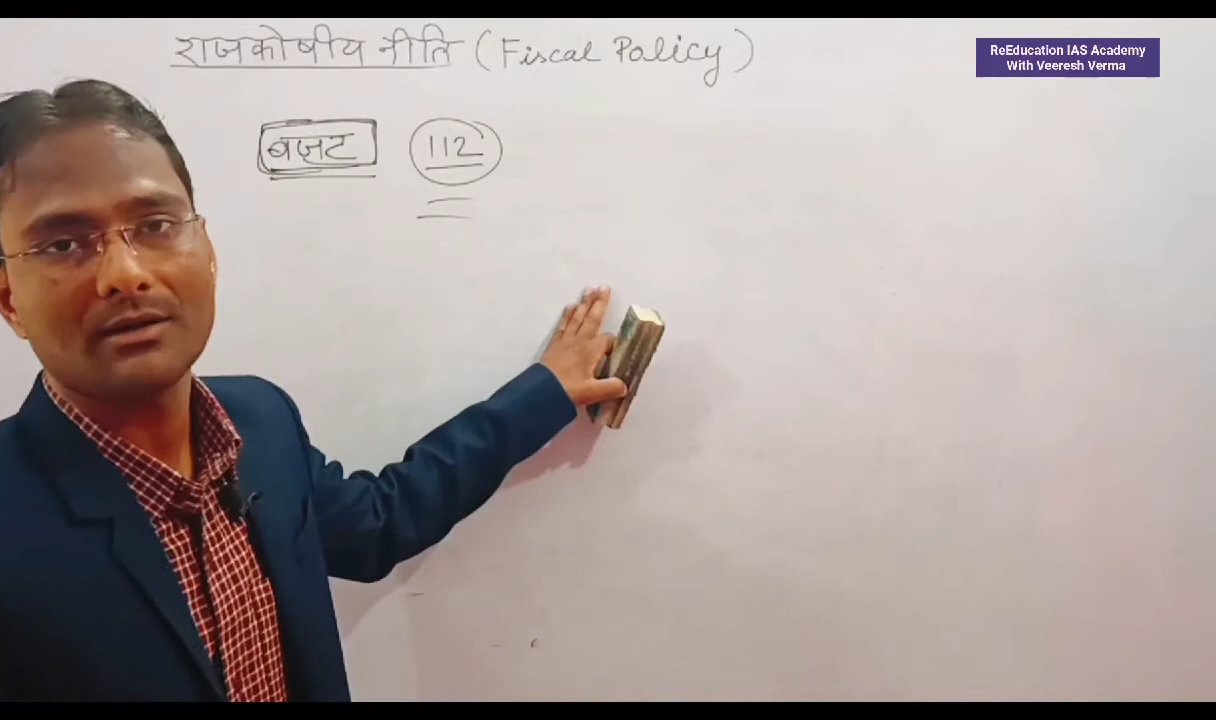 राजकोषीय नीति (Fiscal Policy)
ReEducation IAS Academy
With Veeresh Verma
बजट 112